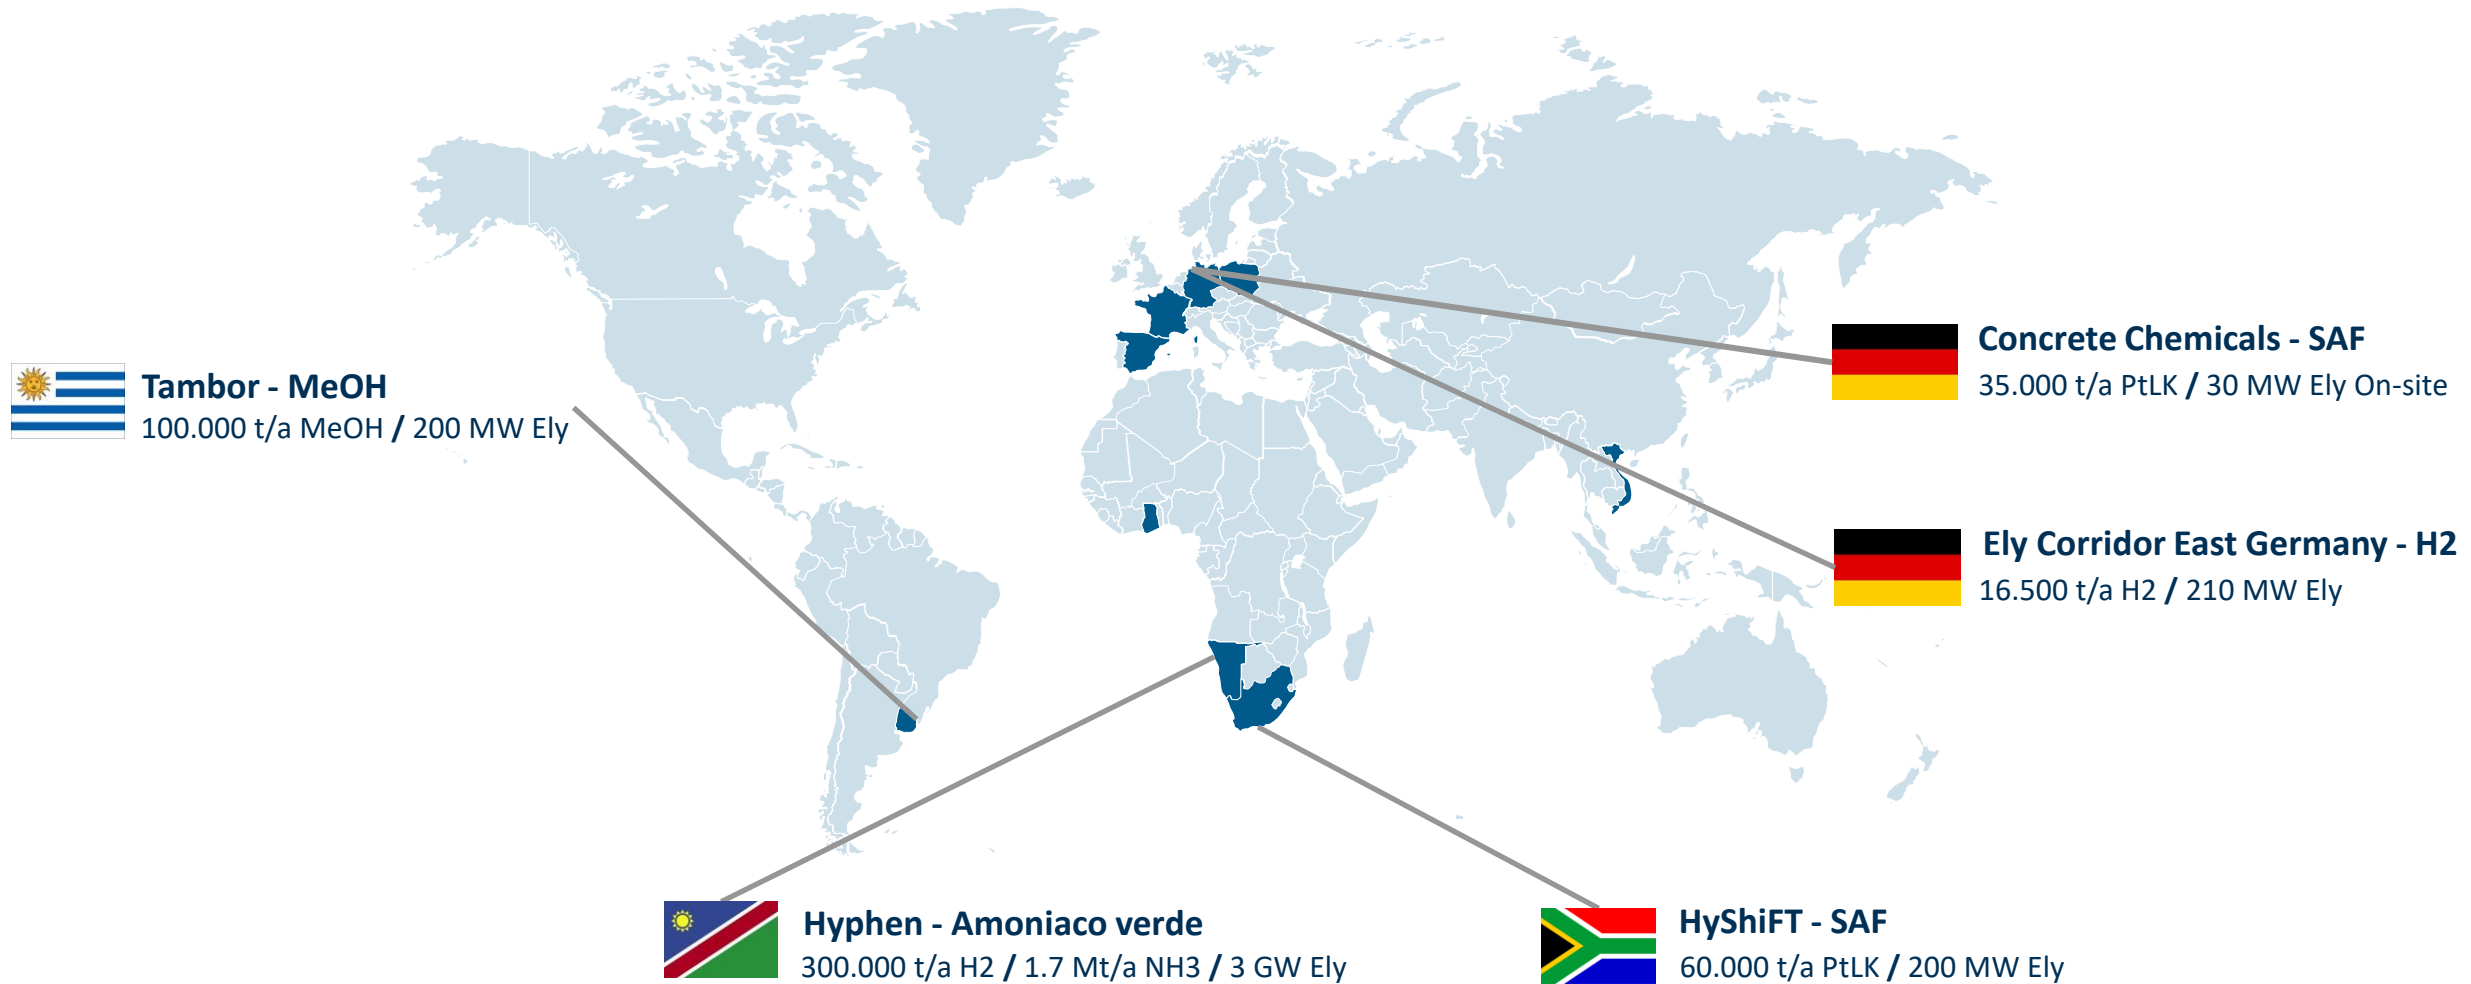 Concrete Chemicals - SAF
35.000 t/a PtLK / 30 MW Ely On-site
Tambor - MeOH
100.000 t/a MeOH / 200 MW Ely
Ely Corridor East Germany - H2
16.500 t/a H2 / 210 MW Ely
Hyphen - Amoniaco verde
300.000 t/a H2 / 1.7 Mt/a NH3 / 3 GW Ely
HyShiFT - SAF
60.000 t/a PtLK / 200 MW Ely